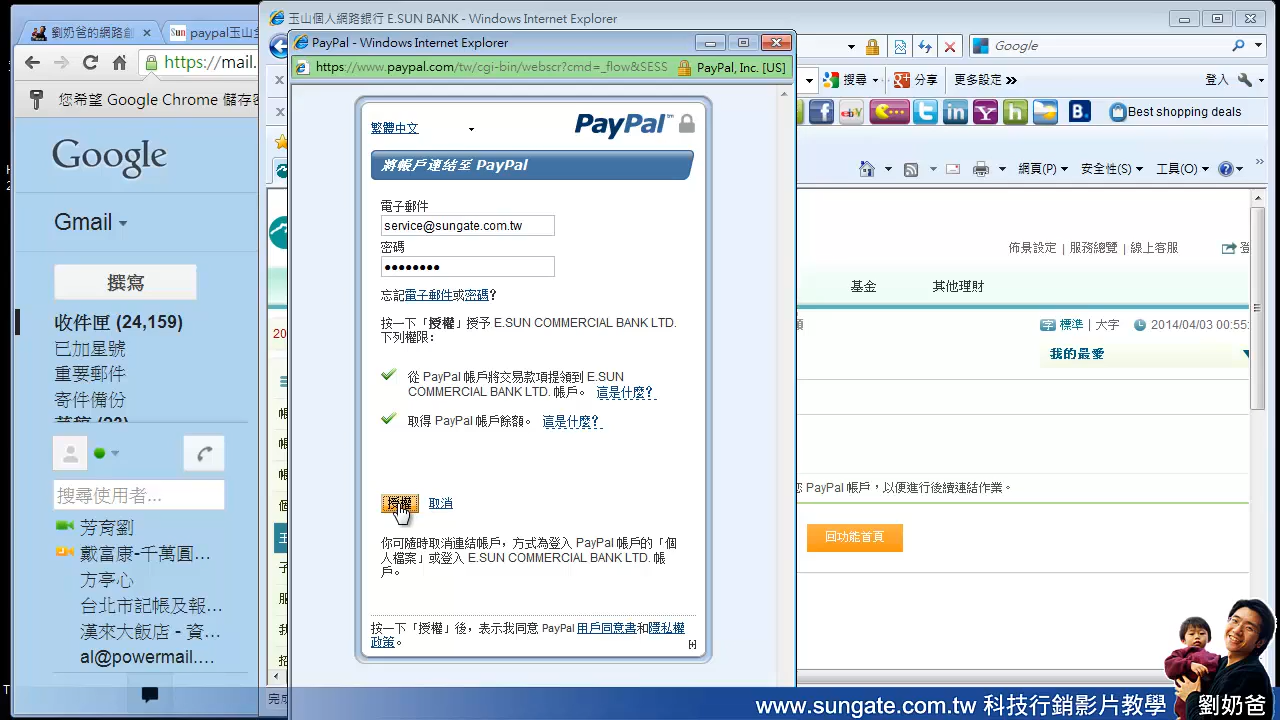 玉山個人網路銀行 E.SUN BANK - Windows Internet Explorer
劉奶爸的網路創
paypal玉山全
PayPal - Windows Internet Explorer
https://mail.
https://www.paypal.com/tw/cgi-bin/webscr?cmd=_flow&SESS
PayPal, Inc. [US]
Google
您希望 Google Chrome 儲存密
搜尋
分享
更多設定
登入
Best shopping deals
網頁(P)
安全性(S)
工具(O)
Google
Gmail
撰寫
收件匣 (24,159)
已加星號
重要郵件
寄件備份
搜尋使用者...
芳育劉
戴富康-千萬圓...
方亭心
台北市記帳及報...
漢來大飯店 - 資...
al@powermail....
繁體中文
PayPal
將帳戶連結至 PayPal
電子郵件
service@sungate.com.tw
密碼
忘記電子郵件或密碼?
按一下「授權」授予 E.SUN COMMERCIAL BANK LTD.
下列權限:
從 PayPal 帳戶將交易款項提領到 E.SUN
COMMERCIAL BANK LTD. 帳戶。 這是什麼?
取得 PayPal 帳戶餘額。 這是什麼?
授權 取消
你可隨時取消連結帳戶,方式為登入 PayPal 帳戶的「個
人檔案」或登入 E.SUN COMMERCIAL BANK LTD. 帳
戶。
按一下「授權」後,表示我同意 PayPal 用戶同意書和隱私權
政策。
[+]
佈景設定 | 服務總覽 | 線上客服
登
基金
其他理財
字 標準 | 大字
2014/04/03 00:55:
我的最愛
PayPal 帳戶,以便進行後續連結作業。
回功能首頁
完成
www.sungate.com.tw 科技行銷影片教學
劉奶爸